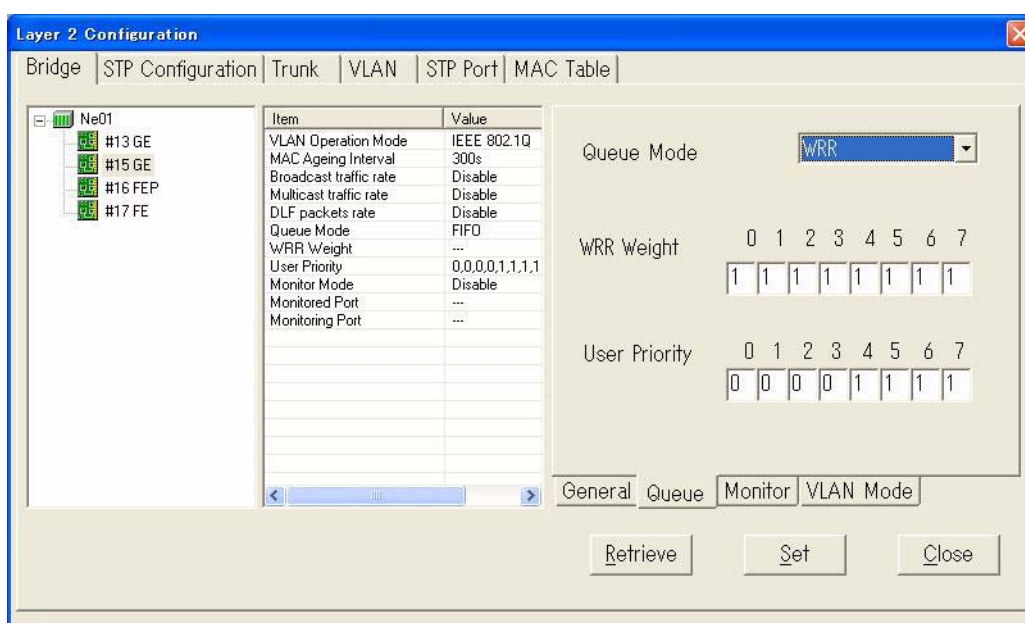 Layer 2 Configuration
Bridge STP Configuration Trunk VLAN STP Port MAC Table
Ne01
#13 GE
#15 GE
#16 FEP
#17 FE
Item Value
VLAN Operation Mode IEEE 802.1Q
MAC Ageing Interval 300s
Broadcast traffic rate Disable
Multicast traffic rate Disable
DLF packets rate Disable
Queue Mode FIFO
WRR Weight ---
User Priority 0,0,0,0,1,1,1,1
Monitor Mode Disable
Monitored Port ---
Monitoring Port ---
Queue Mode WRR
0 1 2 3 4 5 6 7
WRR Weight
1 1 1 1 1 1 1 1
User Priority 0 1 2 3 4 5 6 7
0 0 0 0 1 1 1 1
General Queue Monitor VLAN Mode
Retrieve Set Close